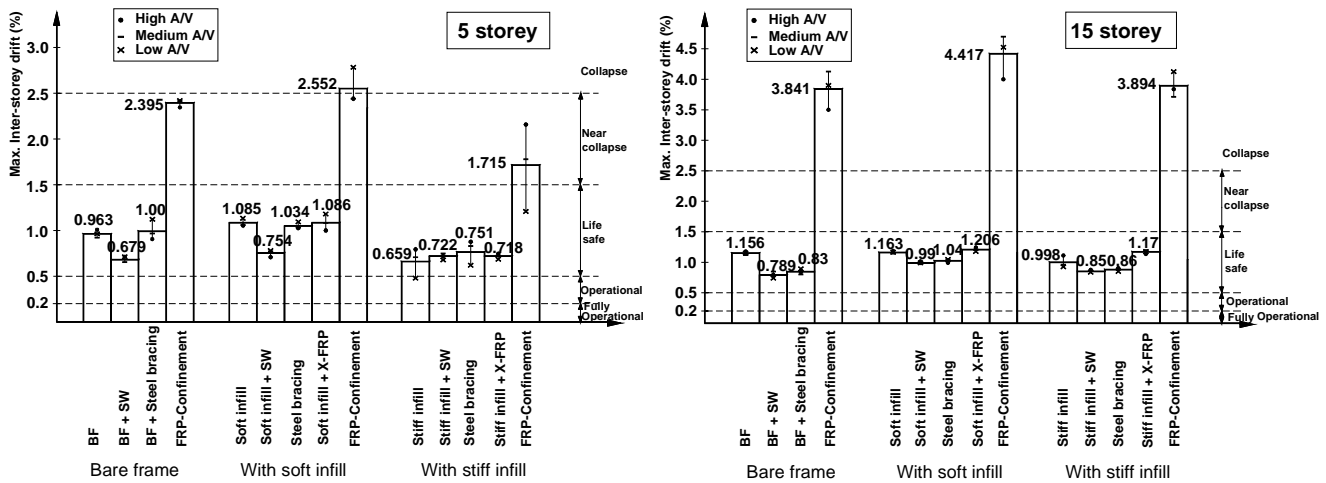 Max. Inter-storey drift (%)
High A/V
Medium A/V
Low A/V
5 storey
3.0
2.5
2.0
1.5
1.0
0.5
0.2
0.963
0.679
1.00
2.395
1.085
0.754
1.034
1.086
2.552
0.659
0.722
0.751
0.718
1.715
Collapse
Near
collapse
Life
safe
Operational
Fully
Operational
BF
BF + SW
BF + Steel bracing
FRP-Confinement
Soft infill
Soft infill + SW
Steel bracing
Soft infill + X-FRP
FRP-Confinement
Stiff infill
Stiff infill + SW
Steel bracing
Stiff infill + X-FRP
FRP-Confinement
Bare frame
With soft infill
With stiff infill
Max. Inter-storey drift (%)
High A/V
Medium A/V
Low A/V
15 storey
4.5
4.0
3.5
3.0
2.5
2.0
1.5
1.0
0.5
0.2
1.156
0.789
0.83
3.841
1.163
0.99
1.04
1.206
4.417
0.998
0.85
0.86
1.17
3.894
Collapse
Near
collapse
Life
safe
Operational
Fully Operational
BF
BF + SW
BF + Steel bracing
FRP-Confinement
Soft infill
Soft infill + SW
Steel bracing
Soft infill + X-FRP
FRP-Confinement
Stiff infill
Stiff infill + SW
Steel bracing
Stiff infill + X-FRP
FRP-Confinement
Bare frame
With soft infill
With stiff infill